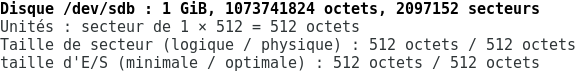 Disque /dev/sdb : 1 GiB, 1073741824 octets, 2097152 secteurs
Unités : secteur de 1 × 512 = 512 octets
Taille de secteur (logique / physique) : 512 octets / 512 octets
taille d'E/S (minimale / optimale) : 512 octets / 512 octets